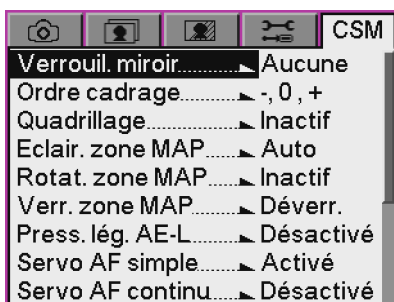 CSM
Verrouil. miroir......... Aucune
Ordre cadrage......... -, 0 , +
Quadrillage............... Inactif
Eclair. zone MAP...... Auto
Rotat. zone MAP...... Inactif
Verr. zone MAP........ Déverr.
Press. lég. AE-L....... Désactivé
Servo AF simple....... Activé
Servo AF continu..... Désactivé